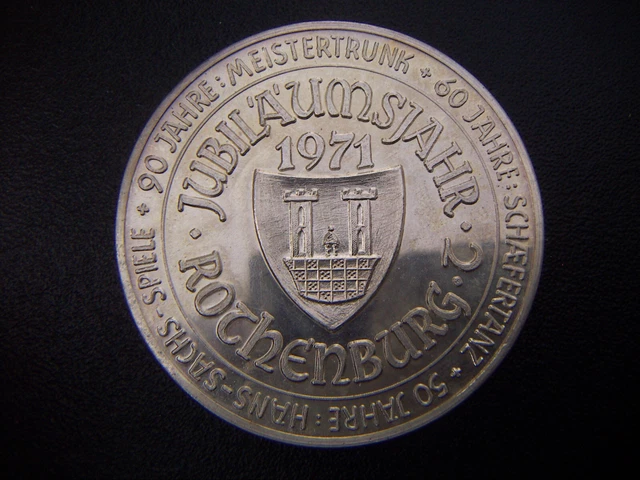 90 JAHRE: MEISTERTRUNK + 60 JAHRE: SCHÄFERTANZ + 50 JAHRE: HANS-SACHS-SPIELE +
· JUBILÄUMSJAHR ·
1971
ROTHENBURG · 2